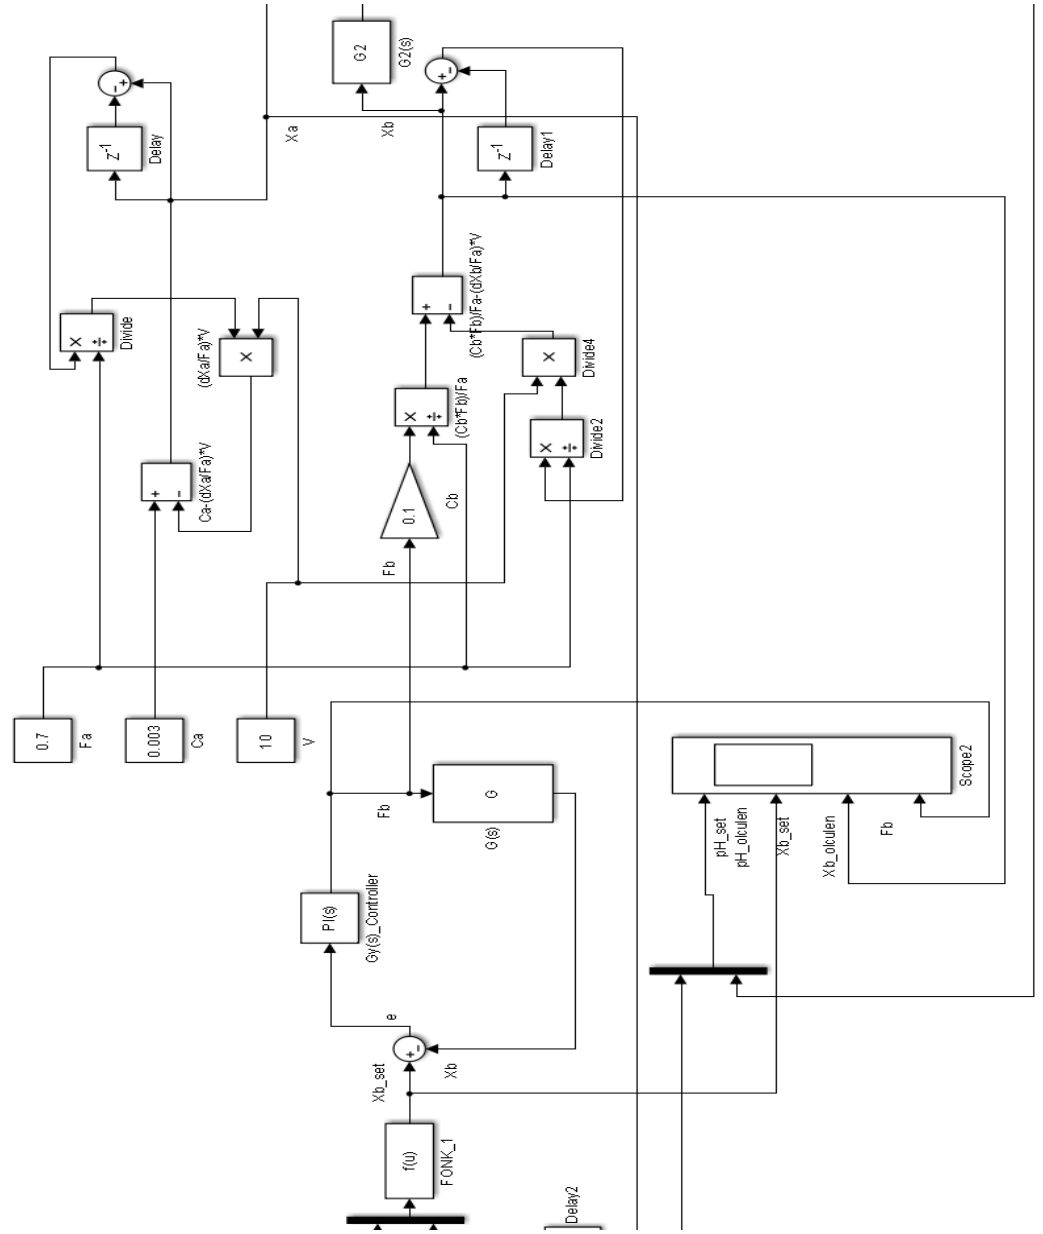 0.7
Fa
X
÷
Divide
- +
Z-1
Delay
0.003
Ca
+
-
Ca-(dXa/Fa)*V
X
(dXa/Fa)*V
10
V
Xa
PI(s)
Gy(s)_Controller
G2
G2(s)
Xb_set
e
Fb
Fb
Xb
f(u)
FONK_1
+ -
Xb
0.1
Cb
X
÷
(Cb*Fb)/Fa
+
-
(Cb*Fb)/Fa-(dXb/Fa)*V
+ -
G
G(s)
Z-1
Delay1
X
÷
Divide2
X
Divide4
Delay2
pH_set
pH_olculen
Xb_set
Xb_olculen
Fb
Scope2